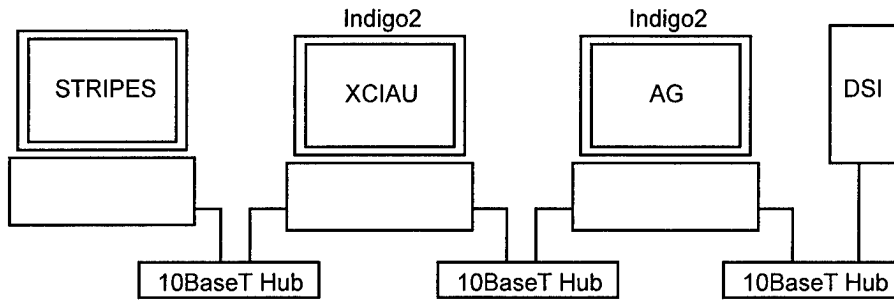 Indigo2
Indigo2
STRIPES
XCIAU
AG
DSI
10BaseT Hub
10BaseT Hub
10BaseT Hub